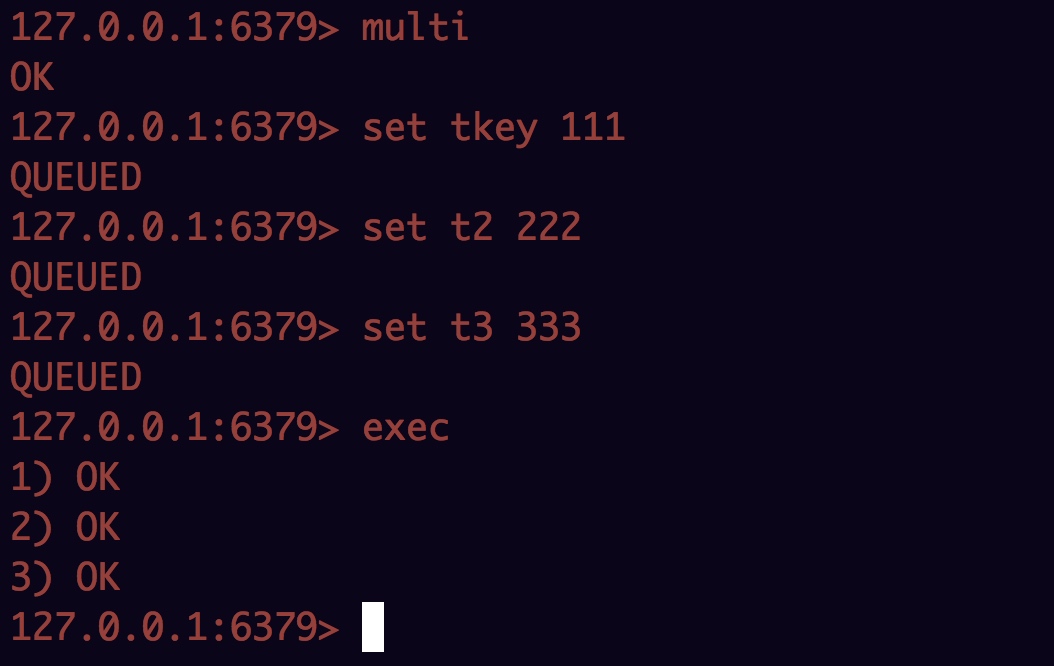 127.0.0.1:6379> multi
OK
127.0.0.1:6379> set tkey 111
QUEUED
127.0.0.1:6379> set t2 222
QUEUED
127.0.0.1:6379> set t3 333
QUEUED
127.0.0.1:6379> exec
1) OK
2) OK
3) OK
127.0.0.1:6379>